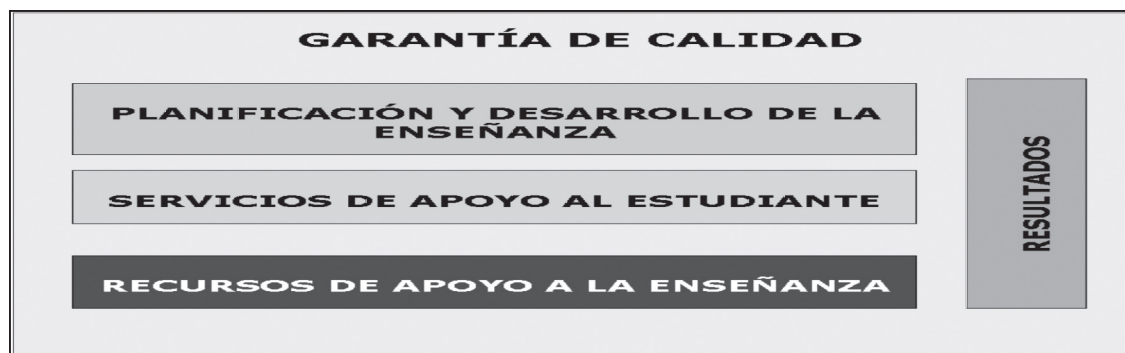 GARANTÍA DE CALIDAD
PLANIFICACIÓN Y DESARROLLO DE LA
ENSEÑANZA
SERVICIOS DE APOYO AL ESTUDIANTE
RECURSOS DE APOYO A LA ENSEÑANZA
RESULTADOS